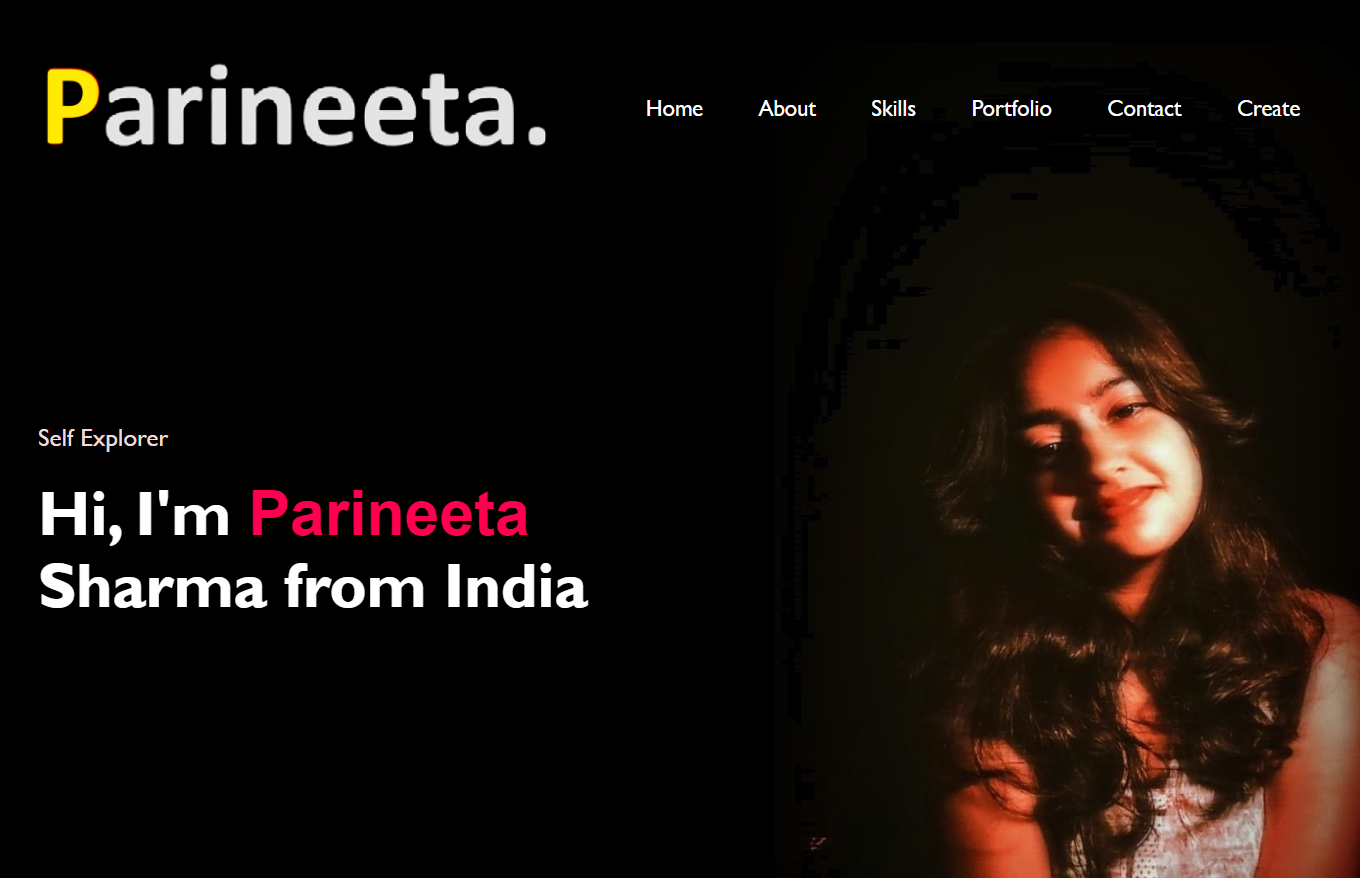 Parineeta.
Home About Skills Portfolio Contact Create
Self Explorer
Hi, I'm Parineeta
Sharma from India